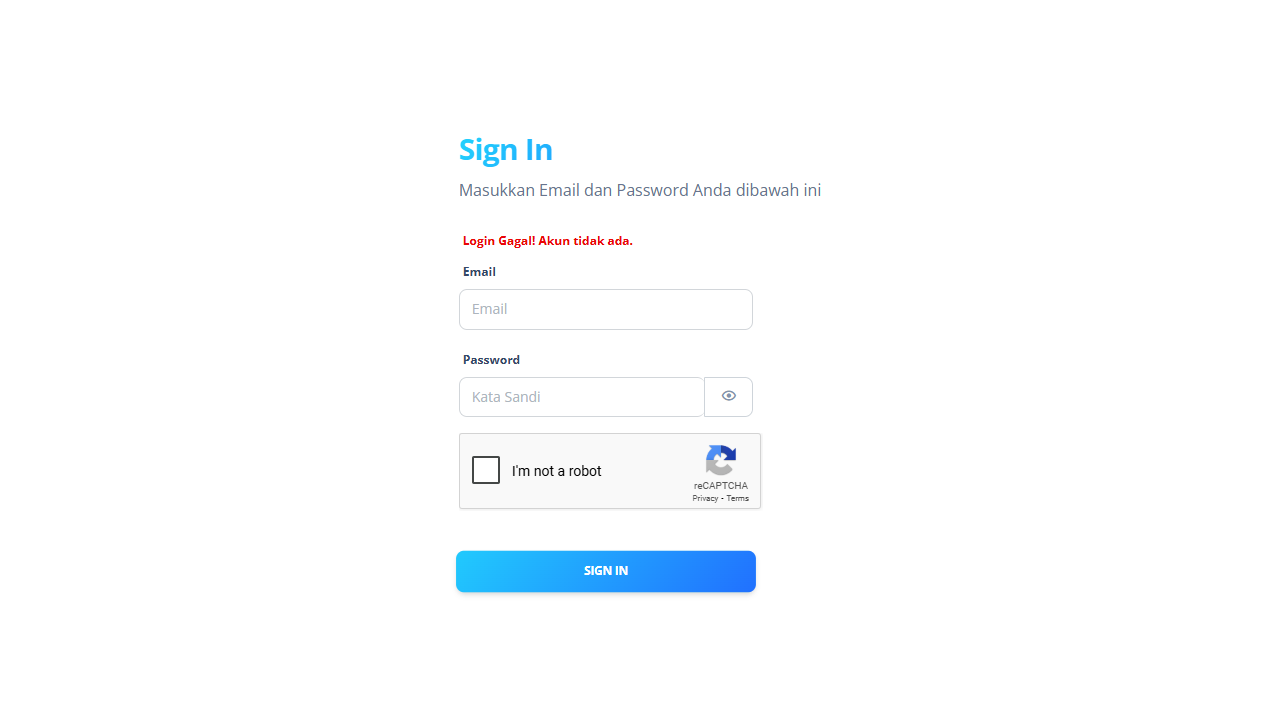 Sign In
Masukkan Email dan Password Anda dibawah ini
Login Gagal! Akun tidak ada.
Email
Email
Password
Kata Sandi
I'm not a robot
reCAPTCHA
Privacy - Terms
SIGN IN